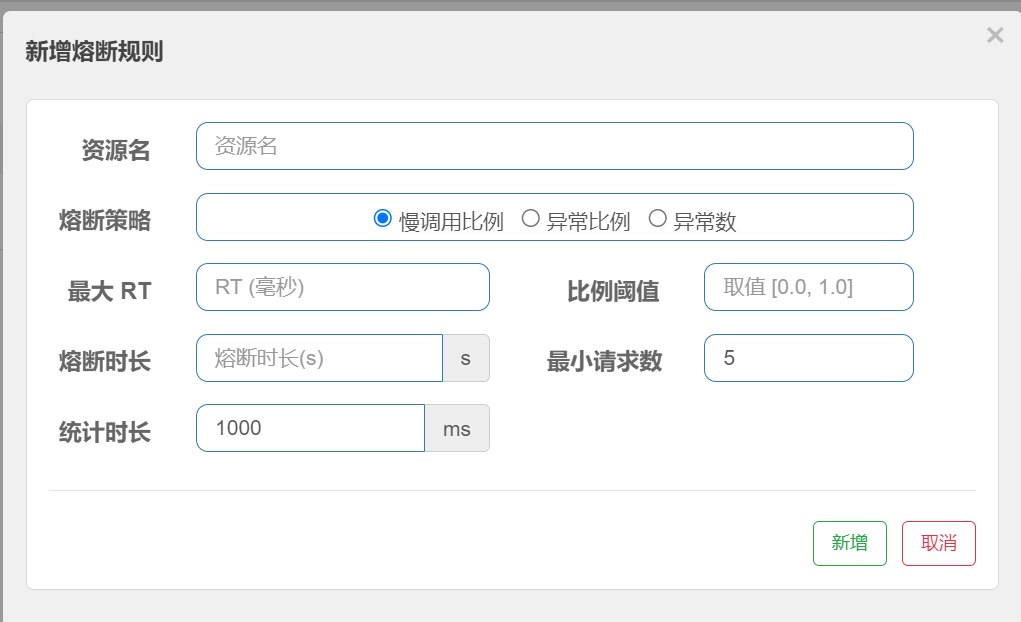 新增熔断规则 ×
资源名 资源名
熔断策略 慢调用比例 异常比例 异常数
最大 RT RT (毫秒) 比例阈值 取值 [0.0, 1.0]
熔断时长 熔断时长(s) s 最小请求数 5
统计时长 1000 ms
新增 取消